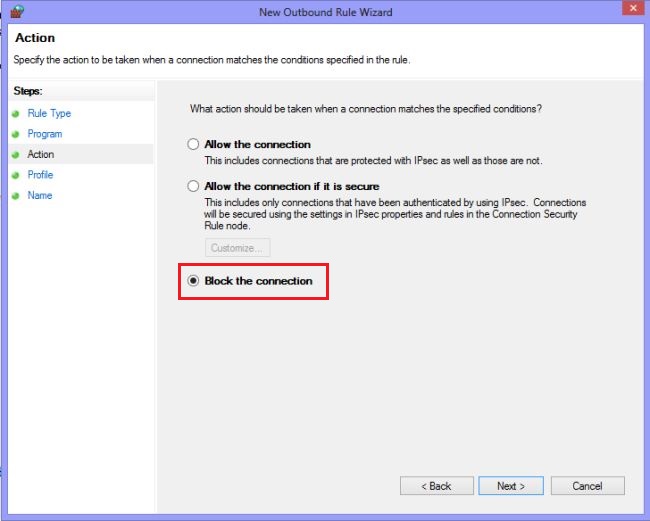 New Outbound Rule Wizard
Action
Specify the action to be taken when a connection matches the conditions specified in the rule.
Steps:
Rule Type
Program
Action
Profile
Name
What action should be taken when a connection matches the specified conditions?
Allow the connection
This includes connections that are protected with IPsec as well as those are not.
Allow the connection if it is secure
This includes only connections that have been authenticated by using IPsec. Connections
will be secured using the settings in IPsec properties and rules in the Connection Security
Rule node.
Customize...
Block the connection
< Back
Next >
Cancel